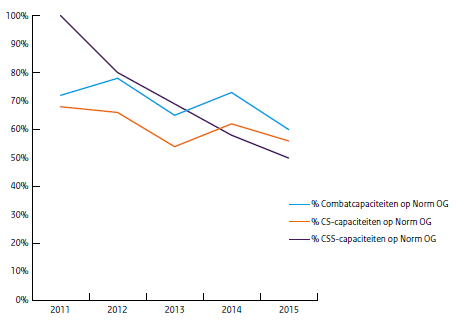 100%
90%
80%
70%
60%
50%
40%
30%
20%
10%
0%
% Combatcapaciteiten op Norm OG
% CS-capaciteiten op Norm OG
% CSS-capaciteiten op Norm OG
2011 2012 2013 2014 2015